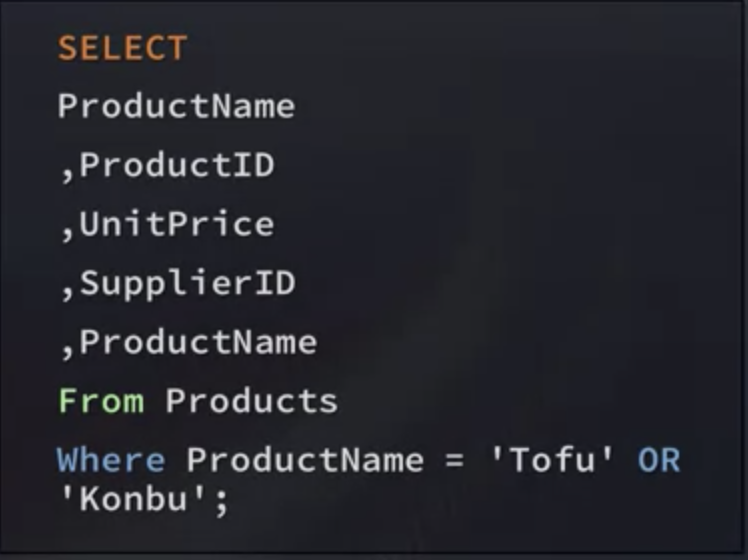 SELECT
ProductName
,ProductID
,UnitPrice
,SupplierID
,ProductName
From Products
Where ProductName = 'Tofu' OR
'Konbu';